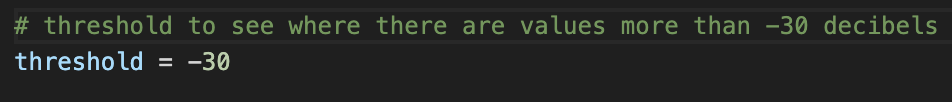 # threshold to see where there are values more than -30 decibels
threshold = -30